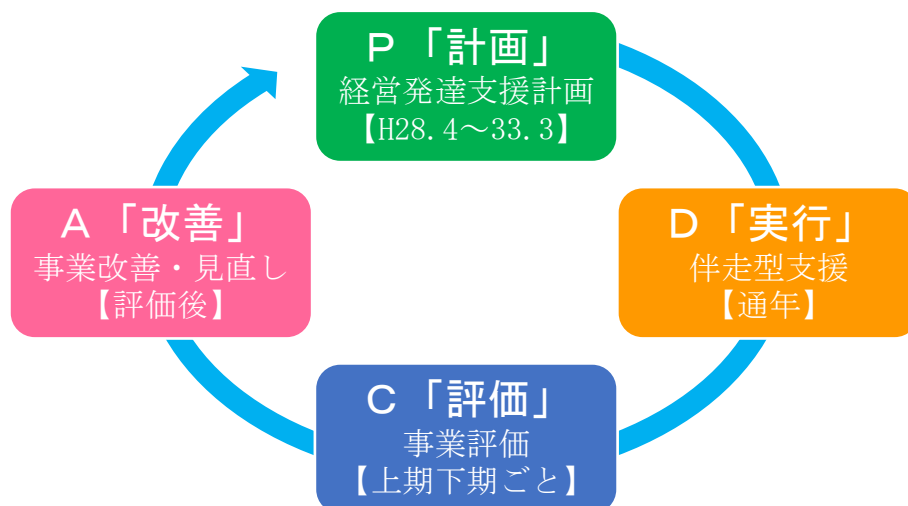 P「計画」
経営発達支援計画
【H28.4～33.3】
A「改善」
事業改善・見直し
【評価後】
D「実行」
伴走型支援
【通年】
C「評価」
事業評価
【上期下期ごと】